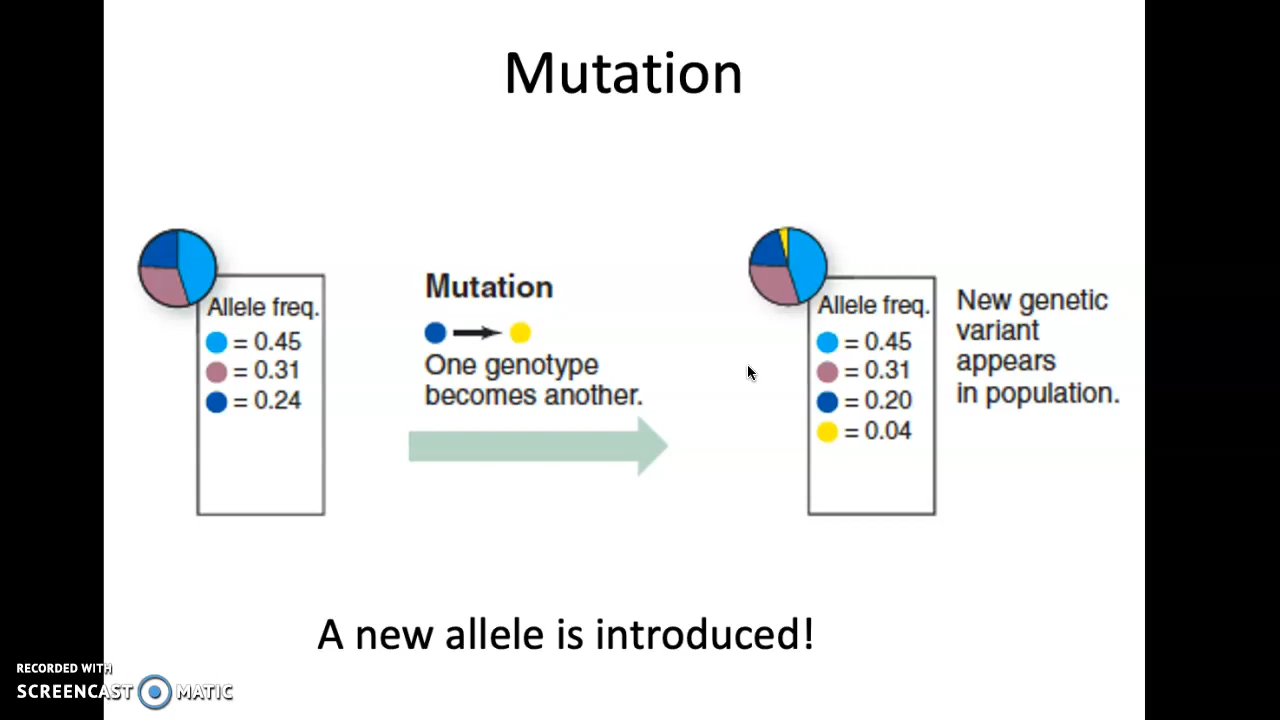 Mutation
Allele freq.
= 0.45
= 0.31
= 0.24
Mutation
One genotype
becomes another.
Allele freq.
= 0.45
= 0.31
= 0.20
= 0.04
New genetic
variant
appears
in population.
A new allele is introduced!
RECORDED WITH
SCREENCAST MATIC